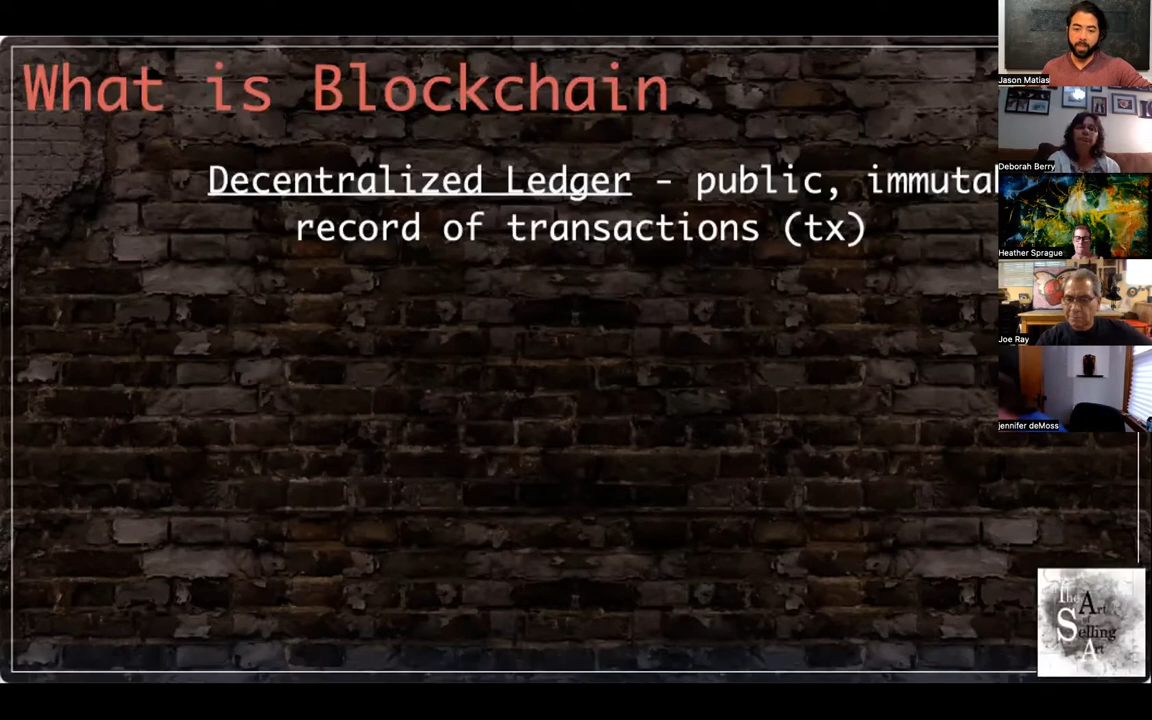 What is Blockchain
Decentralized Ledger - public, immutal
record of transactions (tx)
Jason Matias
Deborah Berry
Heather Sprague
Joe Ray
jennifer deMoss
The
Art
of
Selling
Art